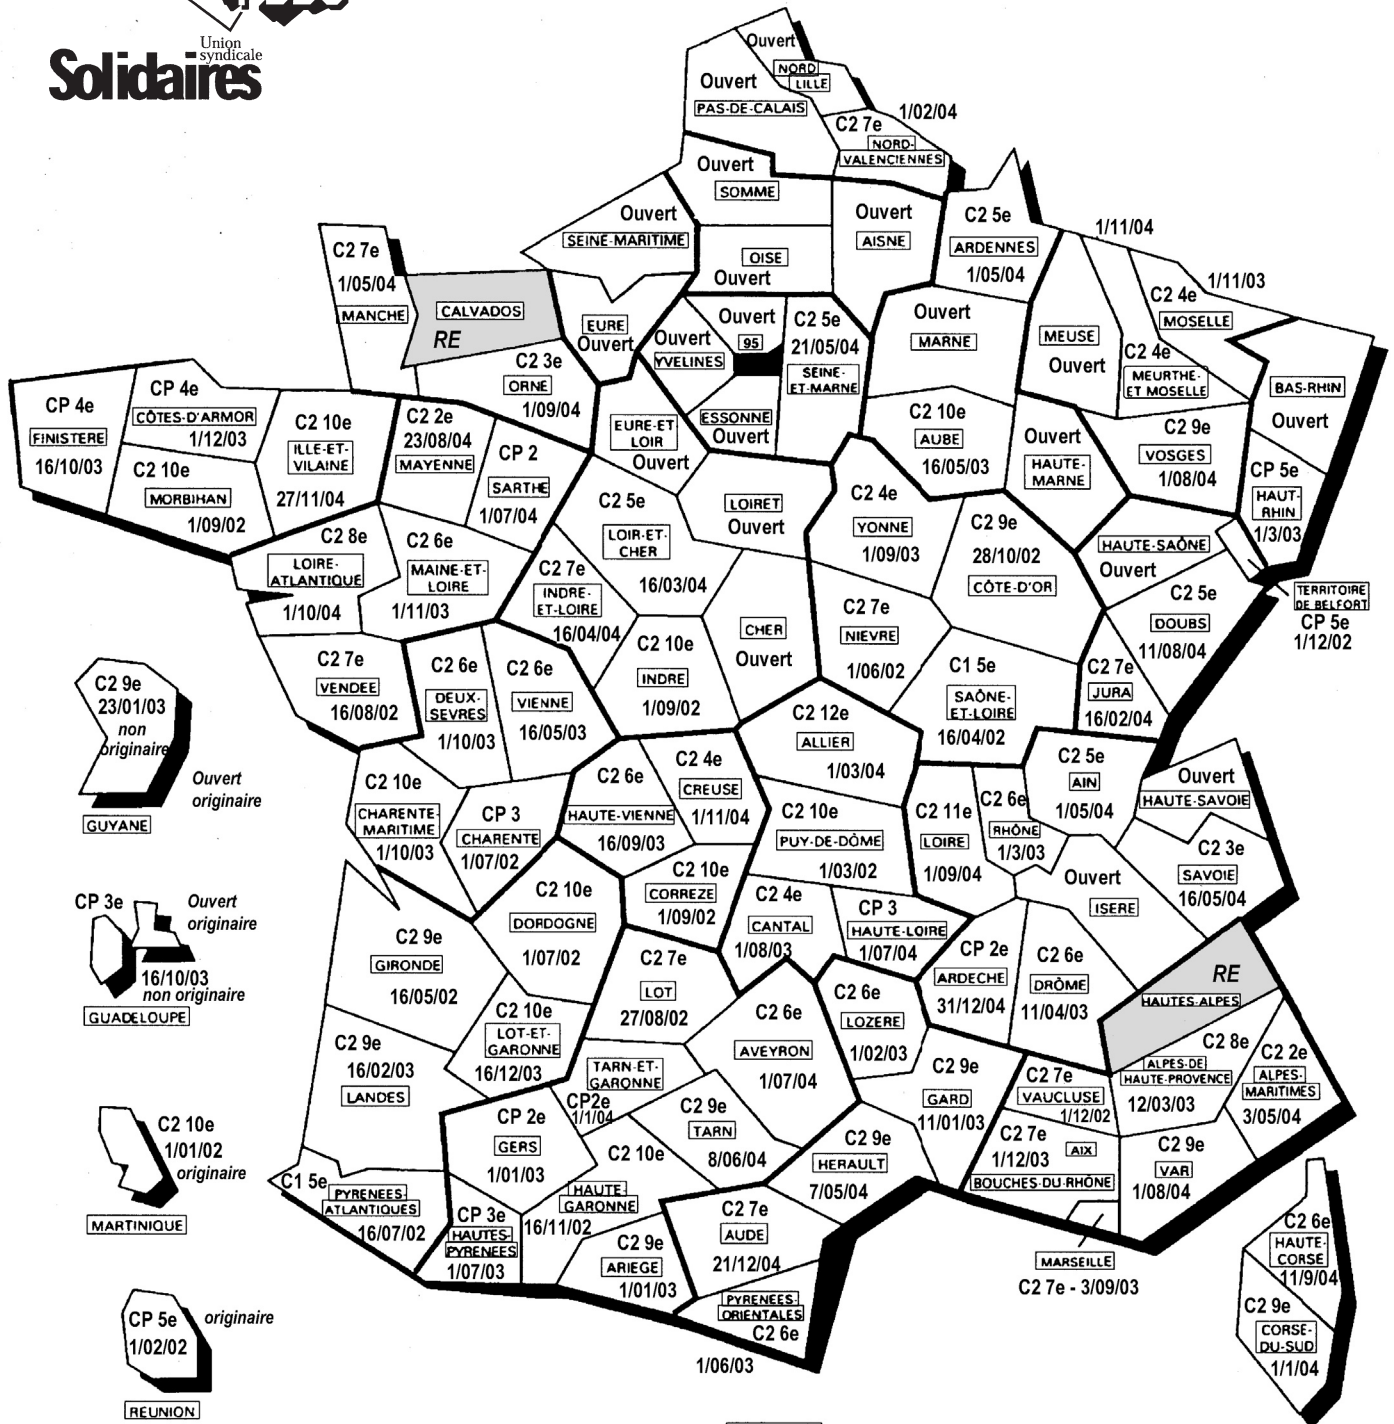 Union
syndicale
Solidaires
Ouvert
NORD
LILLE
Ouvert
PAS-DE-CALAIS
1/02/04
C2 7e
NORD-
VALENCIENNES
Ouvert
SOMME
Ouvert
SEINE-MARITIME
Ouvert
AISNE
OISE
Ouvert
C2 5e
ARDENNES
1/05/04
1/11/04
1/11/03
C2 4e
MOSELLE
MEUSE
Ouvert
C2 4e
MEURTHE-
ET MOSELLE
BAS-RHIN
Ouvert
C2 7e
1/05/04
MANCHE
CALVADOS
RE
EURE
Ouvert
Ouvert
95
Ouvert
YVELINES
C2 5e
21/05/04
SEINE-
ET-MARNE
ESSONNE
Ouvert
Ouvert
MARNE
C2 3e
ORNE
1/09/04
CP 4e
FINISTERE
16/10/03
CP 4e
CÔTES-D'ARMOR
1/12/03
C2 10e
ILLE-ET-
VILAINE
27/11/04
C2 10e
MORBIHAN
1/09/02
C2 2e
23/08/04
MAYENNE
CP 2
SARTHE
1/07/04
EURE-ET-
LOIR
Ouvert
LOIRET
Ouvert
C2 10e
AUBE
16/05/03
Ouvert
HAUTE-
MARNE
C2 9e
VOSGES
1/08/04
CP 5e
HAUT-
RHIN
1/3/03
C2 8e
LOIRE-
ATLANTIQUE
1/10/04
C2 6e
MAINE-ET-
LOIRE
1/11/03
C2 5e
LOIR-ET-
CHER
16/03/04
C2 7e
INDRE-
ET-LOIRE
16/04/04
C2 4e
YONNE
1/09/03
C2 9e
28/10/02
CÔTE-D'OR
HAUTE-SAÔNE
Ouvert
TERRITOIRE
DE BELFORT
CP 5e
1/12/02
C2 5e
DOUBS
11/08/04
C2 7e
NIEVRE
1/06/02
CHER
Ouvert
C2 10e
INDRE
1/09/02
C2 7e
VENDEE
16/08/02
C2 6e
DEUX-
SEVRES
1/10/03
C2 6e
VIENNE
16/05/03
C1 5e
SAÔNE-
ET-LOIRE
16/04/02
C2 7e
JURA
16/02/04
C2 9e
23/01/03
non
originaire
Ouvert
originaire
GUYANE
C2 12e
ALLIER
1/03/04
C2 4e
CREUSE
1/11/04
C2 6e
HAUTE-VIENNE
16/09/03
C2 10e
CHARENTE-
MARITIME
1/10/03
CP 3
CHARENTE
1/07/02
C2 10e
PUY-DE-DÔME
1/03/02
C2 11e
LOIRE
1/09/04
C2 6e
RHÔNE
1/3/03
C2 5e
AIN
1/05/04
Ouvert
HAUTE-SAVOIE
C2 3e
SAVOIE
16/05/04
Ouvert
ISERE
C2 10e
CORREZE
1/09/02
C2 10e
DORDOGNE
1/07/02
C2 4e
CANTAL
1/08/03
CP 3
HAUTE-LOIRE
1/07/04
CP 2e
ARDECHE
31/12/04
C2 6e
DRÔME
11/04/03
RE
HAUTES-ALPES
CP 3e
Ouvert
originaire
16/10/03
non originaire
GUADELOUPE
C2 9e
GIRONDE
16/05/02
C2 7e
LOT
27/08/02
C2 10e
LOT-ET-
GARONNE
16/12/03
C2 6e
AVEYRON
1/07/04
C2 6e
LOZERE
1/02/03
C2 9e
LANDES
16/02/03
TARN-ET-
GARONNE
CP2e
1/1/04
C2 9e
GARD
11/01/03
C2 7e
VAUCLUSE
1/12/02
C2 8e
ALPES-DE
HAUTE-PROVENCE
12/03/03
C2 2e
ALPES-
MARITIMES
3/05/04
C2 10e
1/01/02
originaire
MARTINIQUE
CP 2e
GERS
1/01/03
C2 9e
TARN
8/06/04
C2 10e
HAUTE-
GARONNE
16/11/02
C2 9e
HERAULT
7/05/04
C2 7e
1/12/03
AIX
BOUCHES-DU-RHÔNE
C2 9e
VAR
1/08/04
C1 5e
PYRENEES-
ATLANTIQUES
16/07/02
CP 3e
HAUTES-
PYRENEES
1/07/03
C2 9e
ARIEGE
1/01/03
C2 7e
AUDE
21/12/04
PYRENEES-
ORIENTALES
C2 6e
1/06/03
MARSEILLE
C2 7e - 3/09/03
C2 6e
HAUTE-
CORSE
11/9/04
C2 9e
CORSE-
DU-SUD
1/1/04
CP 5e
1/02/02
originaire
REUNION